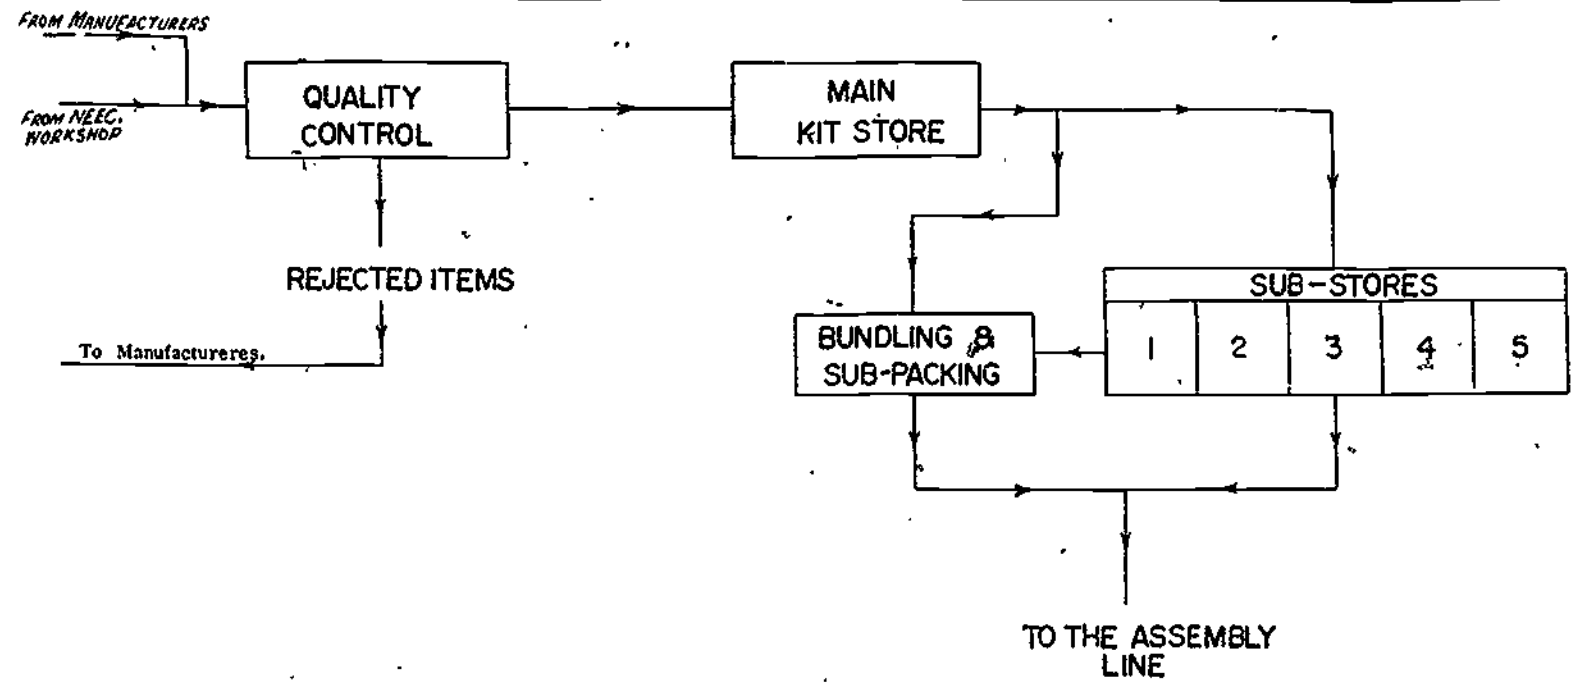 FROM MANUFACTURERS
FROM NEEC.
WORKSHOP
QUALITY
CONTROL
MAIN
KIT STORE
REJECTED ITEMS
To Manufactureres.
SUB-STORES
1 2 3 4 5
BUNDLING &
SUB-PACKING
TO THE ASSEMBLY
LINE